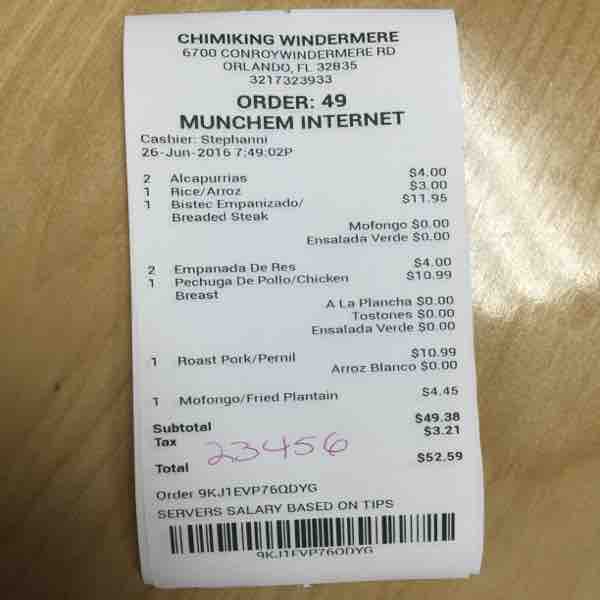 CHIMIKING WINDERMERE
6700 CONROYWINDERMERE RD
ORLANDO, FL 32835
3217323933
ORDER: 49
MUNCHEM INTERNET
Cashier: Stephanni
26-Jun-2016 7:49:02P
2 Alcapurrias $4.00
1 Rice/Arroz $3.00
1 Bistec Empanizado/ $11.95
Breaded Steak
Mofongo $0.00
Ensalada Verde $0.00
2 Empanada De Res $4.00
1 Pechuga De Pollo/Chicken $10.99
Breast
A La Plancha $0.00
Tostones $0.00
Ensalada Verde $0.00
1 Roast Pork/Pernil $10.99
Arroz Blanco $0.00
1 Mofongo/Fried Plantain $4.45
Subtotal $49.38
Tax $3.21
23456
Total $52.59
Order 9KJ1EVP76QDYG
SERVERS SALARY BASED ON TIPS
9KJ1EVP76QDYG